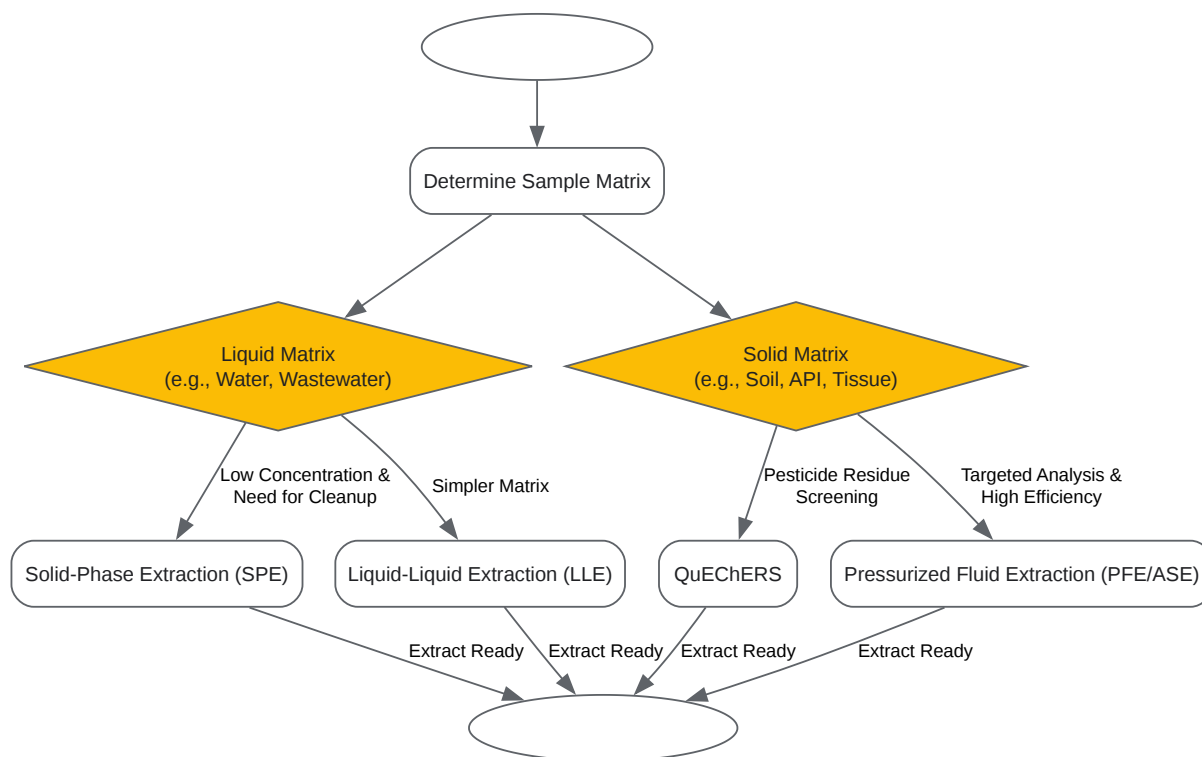 Determine Sample Matrix
Liquid Matrix
(e.g., Water, Wastewater)
Solid Matrix
(e.g., Soil, API, Tissue)
Low Concentration &
Need for Cleanup
Simpler Matrix
Pesticide Residue
Screening
Targeted Analysis &
High Efficiency
Solid-Phase Extraction (SPE)
Liquid-Liquid Extraction (LLE)
QuEChERS
Pressurized Fluid Extraction (PFE/ASE)
Extract Ready
Extract Ready
Extract Ready
Extract Ready